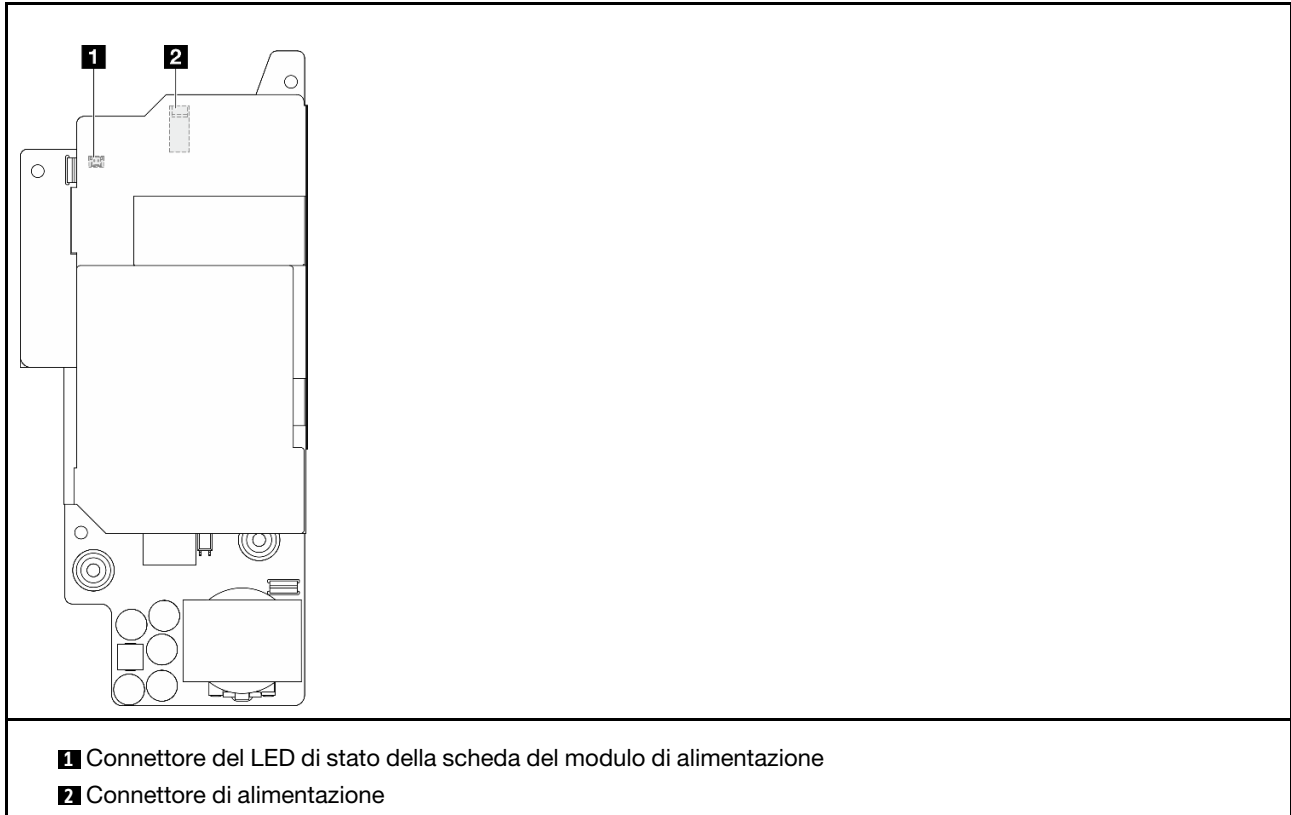 1 2
1 Connettore del LED di stato della scheda del modulo di alimentazione
2 Connettore di alimentazione